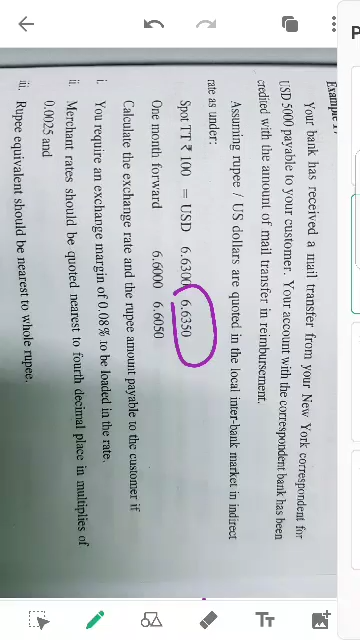 Example 17
Your bank has received a mail transfer from your New York correspondent for
USD 5000 payable to your customer. Your account with the correspondent bank has been
credited with the amount of mail transfer in reimbursement.
Assuming rupee / US dollars are quoted in the local inter-bank market in indirect
rate as under:
Spot TT ₹ 100 = USD 6.6300 6.6350
One month forward 6.6000 6.6050
Calculate the exchange rate and the rupee amount payable to the customer if
i. You require an exchange margin of 0.08% to be loaded in the rate.
ii. Merchant rates should be quoted nearest to fourth decimal place in multiples of
0.0025 and
iii. Rupee equivalent should be nearest to whole rupee.
P
TT